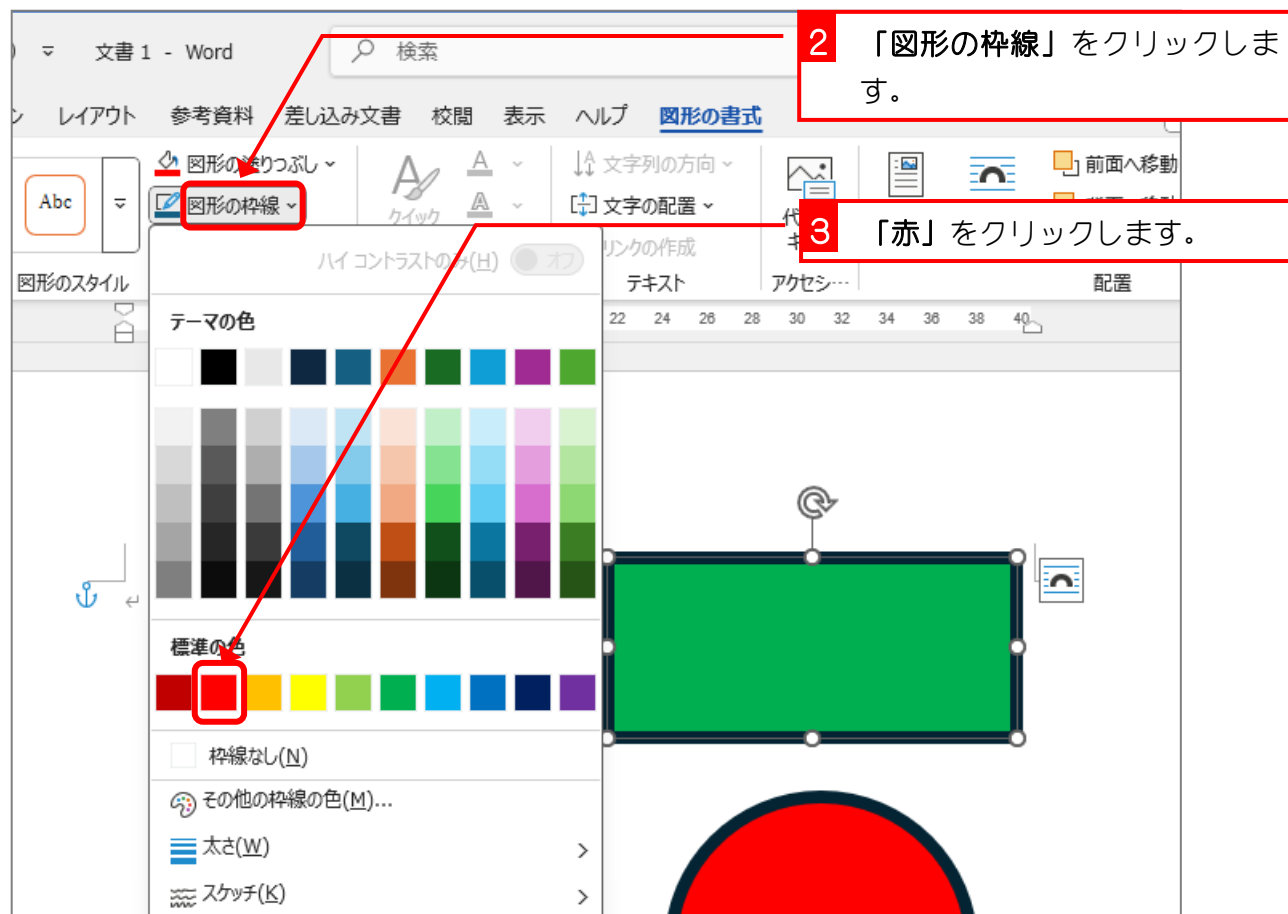 文書 1 - Word
検索
2 「図形の枠線」をクリックしま
す。
レイアウト 参考資料 差し込み文書 校閲 表示 ヘルプ 図形の書式
Abc
図形の塗りつぶし
図形の枠線
クイック
文字列の方向
文字の配置
リンクの作成
前面へ移動
3 「赤」をクリックします。
図形のスタイル
テキスト
アクセシ…
配置
ハイ コントラストのみ(H) オフ
22 24 26 28 30 32 34 36 38 40
テーマの色
標準の色
枠線なし(N)
その他の枠線の色(M)...
太さ(W)
スケッチ(K)